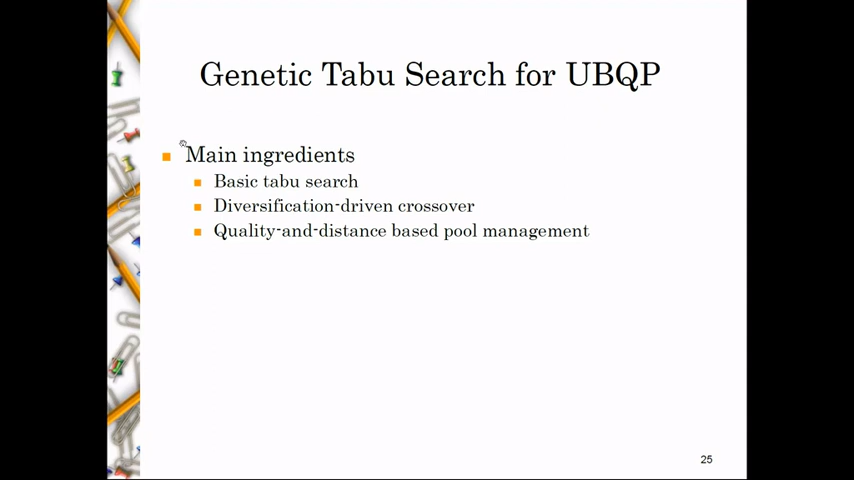 Genetic Tabu Search for UBQP
Main ingredients
Basic tabu search
Diversification-driven crossover
Quality-and-distance based pool management
25